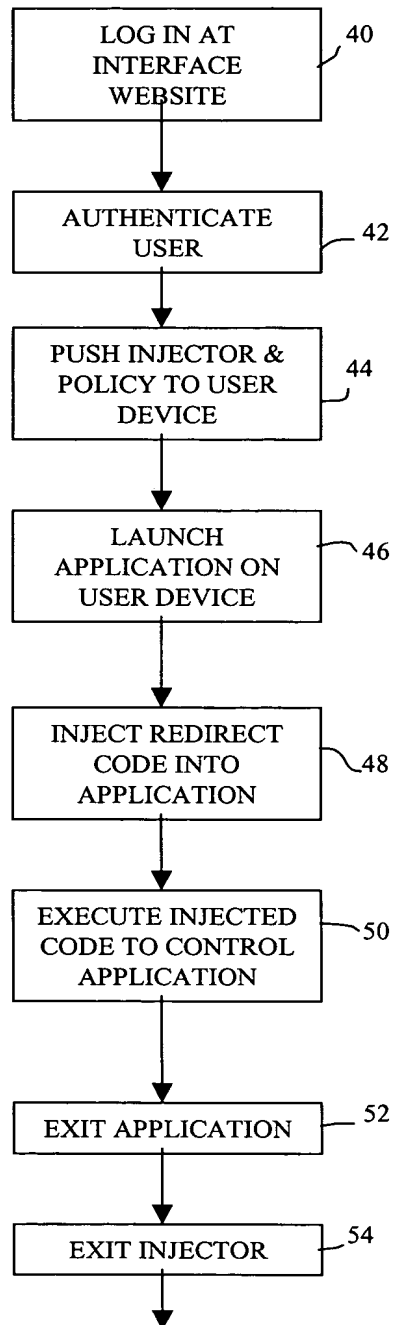 LOG IN AT
INTERFACE
WEBSITE
40
AUTHENTICATE
USER
42
PUSH INJECTOR &
POLICY TO USER
DEVICE
44
LAUNCH
APPLICATION ON
USER DEVICE
46
INJECT REDIRECT
CODE INTO
APPLICATION
48
EXECUTE INJECTED
CODE TO CONTROL
APPLICATION
50
EXIT APPLICATION
52
EXIT INJECTOR
54